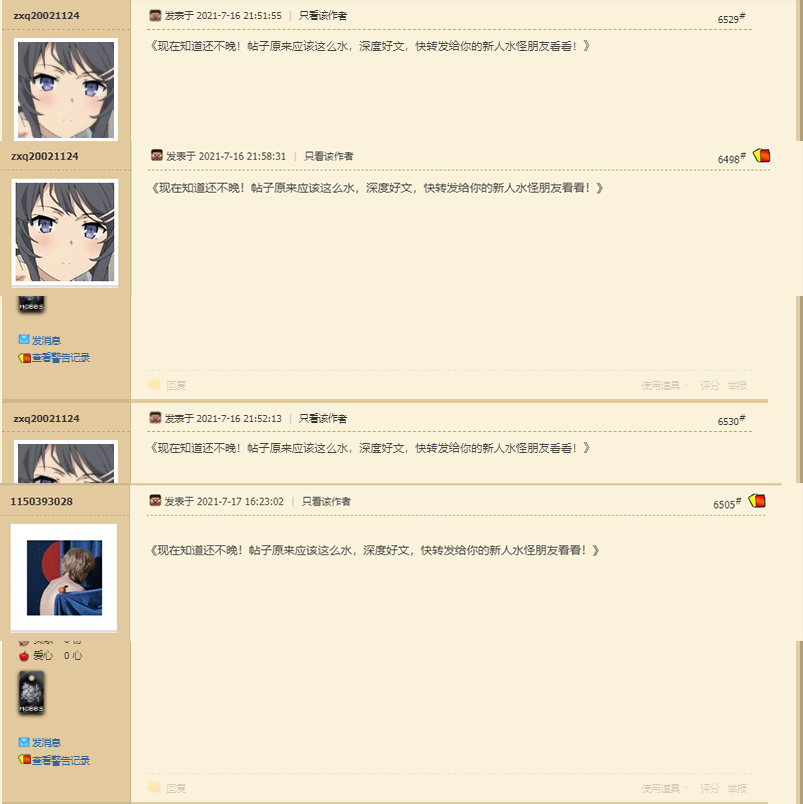 zxq20021124
发表于 2021-7-16 21:51:55 | 只看该作者
6529#
《现在知道还不晚！帖子原来应该这么水，深度好文，快转发给你的新人水怪朋友看看！》
zxq20021124
发表于 2021-7-16 21:58:31 | 只看该作者
6498#
《现在知道还不晚！帖子原来应该这么水，深度好文，快转发给你的新人水怪朋友看看！》
MCBBS
发消息
查看警告记录
回复
使用道具 评分 举报
zxq20021124
发表于 2021-7-16 21:52:13 | 只看该作者
6530#
《现在知道还不晚！帖子原来应该这么水，深度好文，快转发给你的新人水怪朋友看看！》
1150393028
发表于 2021-7-17 16:23:02 | 只看该作者
6505#
《现在知道还不晚！帖子原来应该这么水，深度好文，快转发给你的新人水怪朋友看看！》
爱心 0 心
MCBBS
发消息
查看警告记录
回复
使用道具 评分 举报